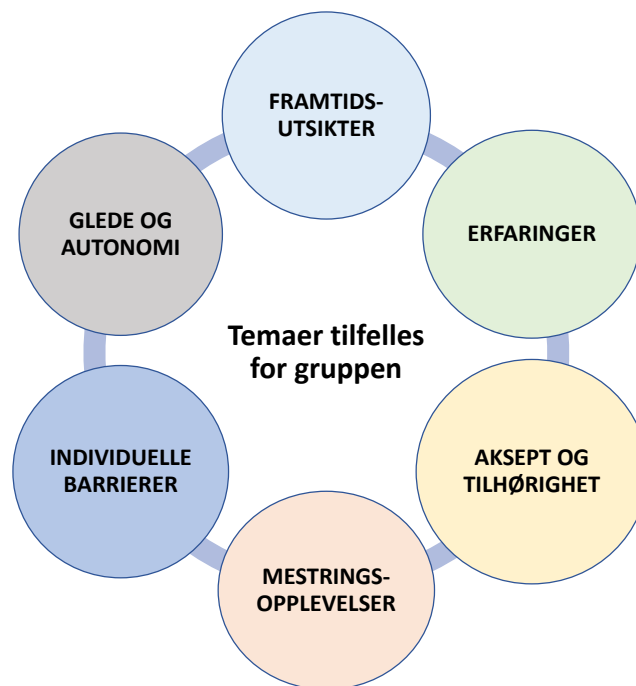 FRAMTIDS-
UTSIKTER
ERFARINGER
AKSEPT OG
TILHØRIGHET
MESTRINGS-
OPPLEVELSER
INDIVIDUELLE
BARRIERER
GLEDE OG
AUTONOMI
Temaer tilfelles
for gruppen